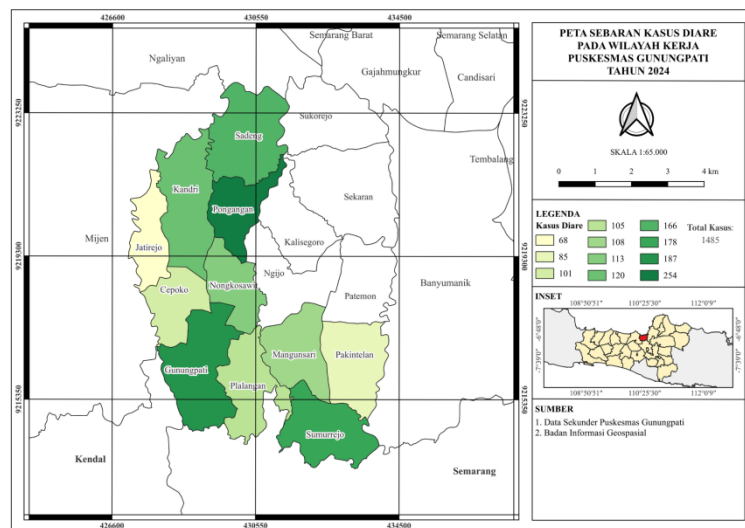 426600 430550 434500
PETA SEBARAN KASUS DIARE
PADA WILAYAH KERJA
PUSKESMAS GUNUNGPATI
TAHUN 2024
SKALA 1:65.000
0 1 2 3 4 km
LEGENDA
Kasus Diare
68
85
101
105
108
113
120
166
178
187
254
Total Kasus:
1485
INSET
108°50'51" 110°25'30" 112°0'9"
-6°48'0"
-7°39'0"
-6°48'0"
-7°39'0"
108°50'51" 110°25'30" 112°0'9"
SUMBER
1. Data Sekunder Puskesmas Gunungpati
2. Badan Informasi Geospasial
Semarang Barat
Semarang Selatan
Ngaliyan
Gajahmungkur
Candisari
9223250
9223250
Sukorejo
Sadeng
Tembalang
Kandri
Sekaran
Pongangan
Mijen
Jatirejo
Kalisegoro
9219300
9219300
Cepoko
Nongkosawit
Ngijo
Patemon
Banyumanik
Gunungpati
Mangunsari
Pakintelan
Plalangan
9215350
9215350
Sumurrejo
Kendal
Semarang
426600 430550 434500